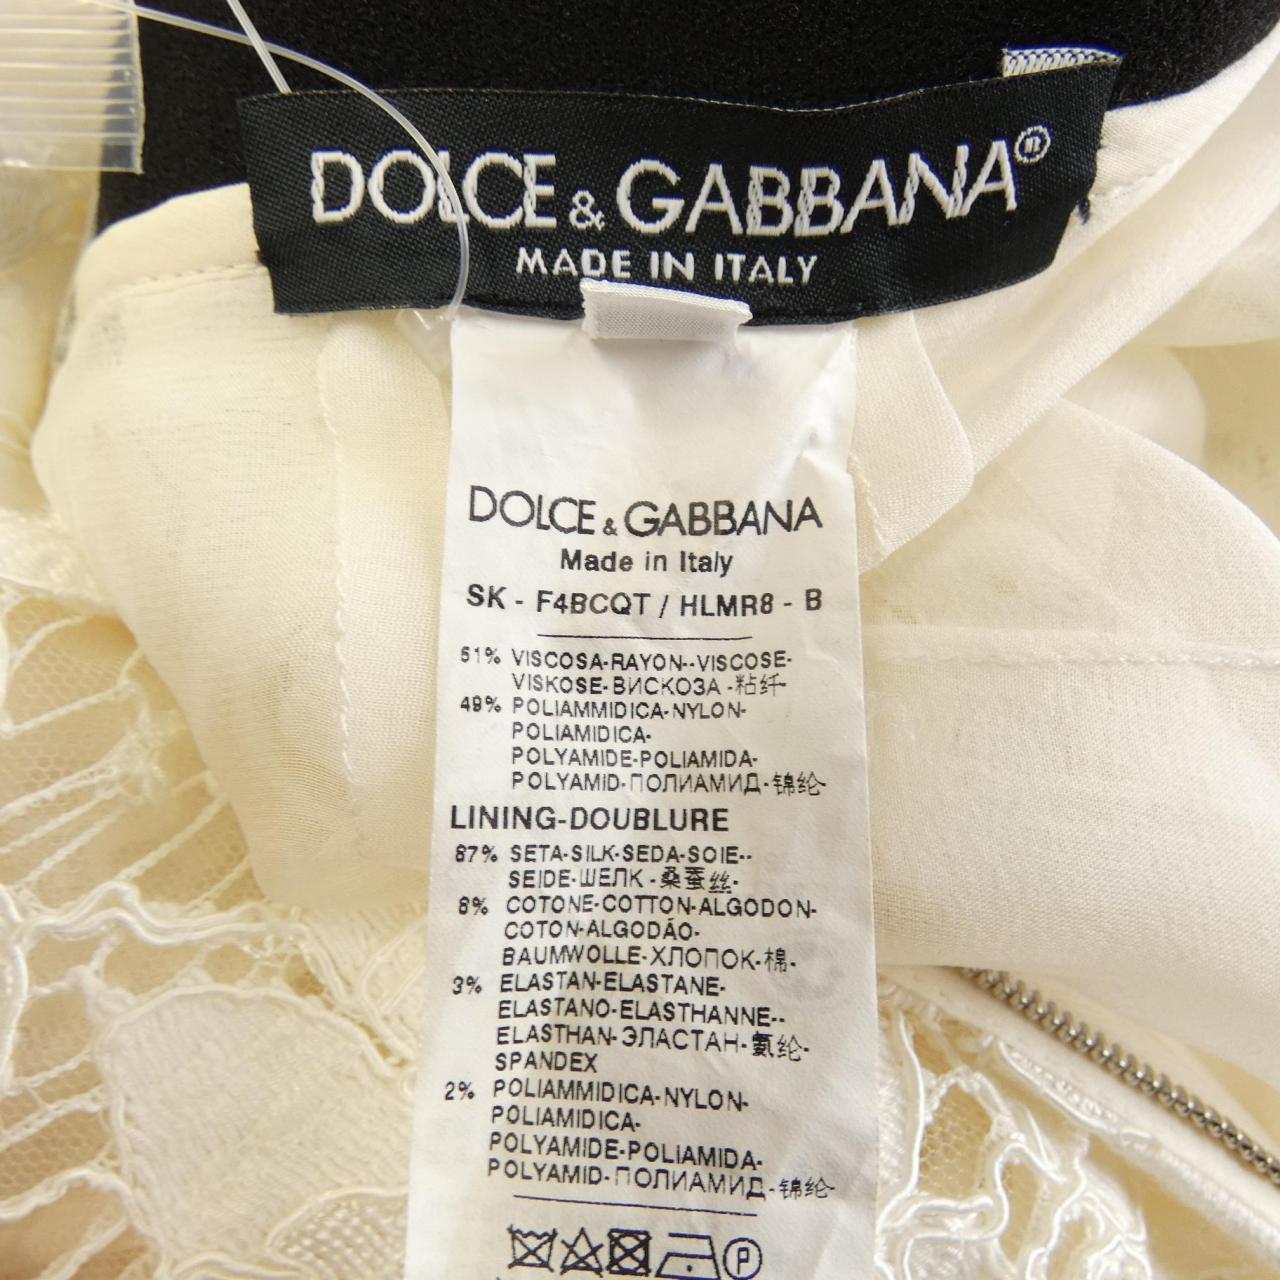 DOLCE & GABBANA®
MADE IN ITALY
DOLCE & GABBANA
Made in Italy
SK - F4BCQT / HLMR8 - B
51% VISCOSA-RAYON--VISCOSE-
VISKOSE-ВИСКОЗА -粘纤-
49% POLIAMMIDICA-NYLON-
POLIAMIDICA-
POLYAMIDE-POLIAMIDA-
POLYAMID-ПОЛИАМИД-锦纶-
LINING-DOUBLURE
87% SETA-SILK-SEDA-SOIE--
SEIDE-ШЕЛК -桑蚕丝-
8% COTONE-COTTON-ALGODON-
COTON-ALGODÃO-
BAUMWOLLE-ХЛОПОК-棉-
3% ELASTAN-ELASTANE-
ELASTANO-ELASTHANNE--
ELASTHAN-ЭЛАСТАН-氨纶-
SPANDEX
2% POLIAMMIDICA-NYLON-
POLIAMIDICA-
POLYAMIDE-POLIAMIDA-
POLYAMID-ПОЛИАМИД-锦纶-
P